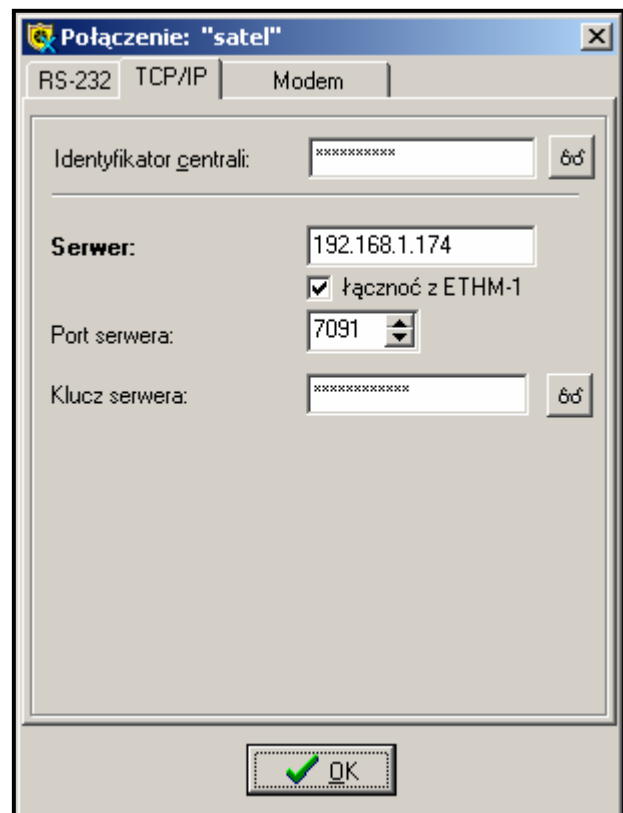 Połączenie: "satel"
RS-232 TCP/IP Modem
Identyfikator centrali: **********
Serwer: 192.168.1.174
łącznoć z ETHM-1
Port serwera: 7091
Klucz serwera: ************
OK